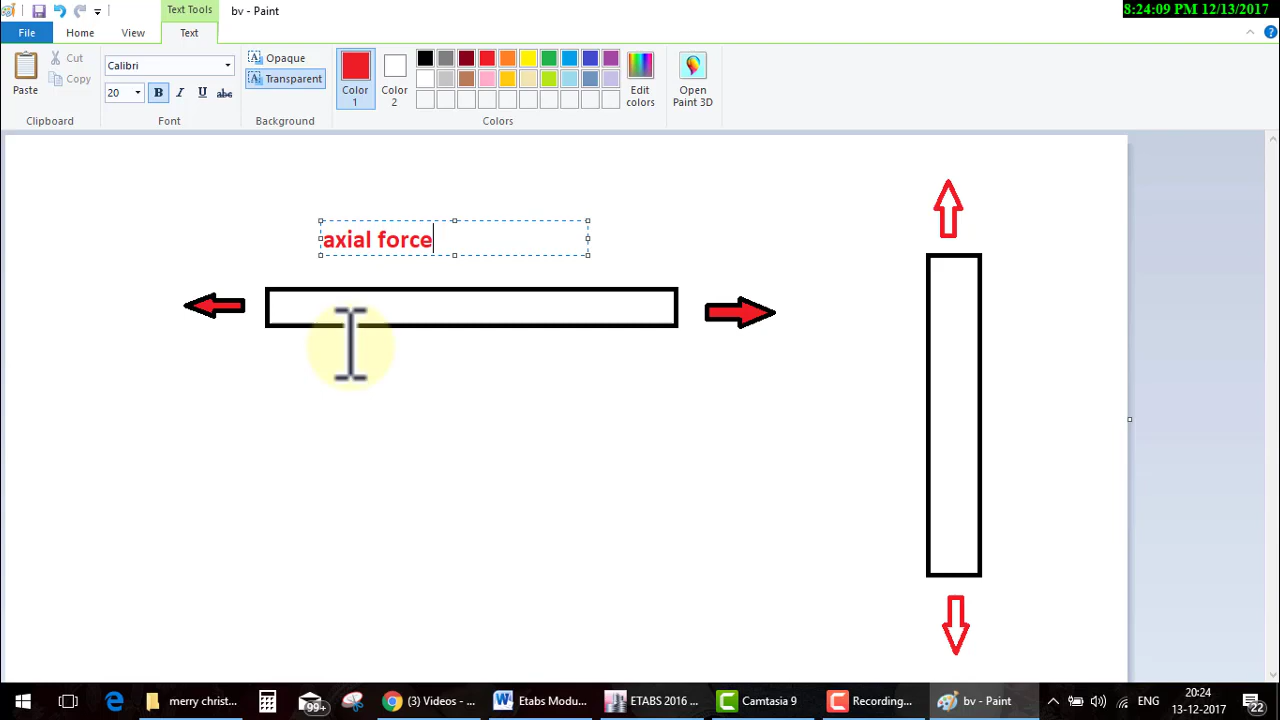 Text Tools
bv - Paint
8:24:09 PM 12/13/2017
File
Home
View
Text
Paste
Cut
Copy
Clipboard
Calibri
20
B
I
U
abc
Font
Opaque
Transparent
Background
Color 1
Color 2
Edit colors
Colors
Open Paint 3D
axial force
merry christ...
99+
(3) Videos - ...
Etabs Modu...
ETABS 2016 ...
Camtasia 9
Recording...
bv - Paint
ENG
20:24
13-12-2017
22